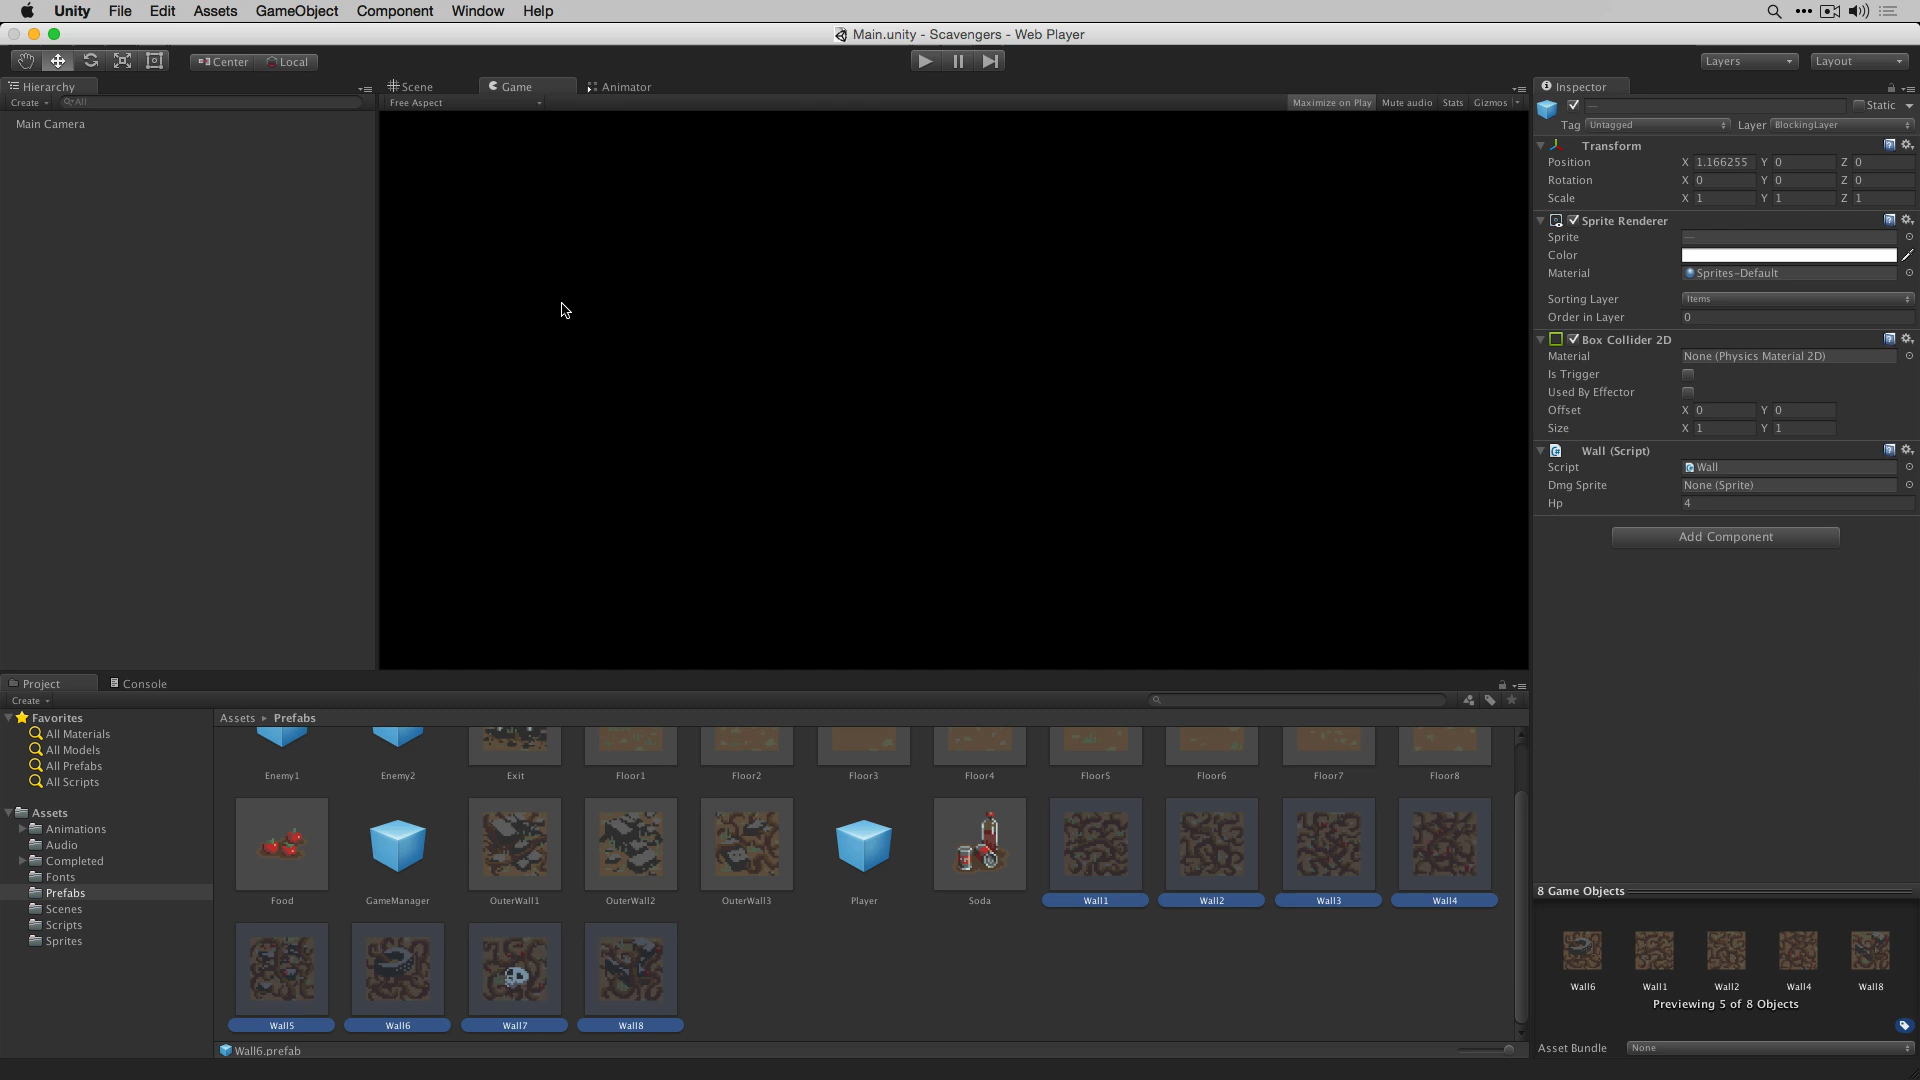 Unity File Edit Assets GameObject Component Window Help
Main.unity - Scavengers - Web Player
Center Local
Layers Layout
Hierarchy
Create All
Main Camera
Scene Game Animator
Free Aspect
Maximize on Play Mute audio Stats Gizmos
Inspector
— Static
Tag Untagged Layer BlockingLayer
Transform
Position X 1.166255 Y 0 Z 0
Rotation X 0 Y 0 Z 0
Scale X 1 Y 1 Z 1
Sprite Renderer
Sprite —
Color
Material Sprites-Default
Sorting Layer Items
Order in Layer 0
Box Collider 2D
Material None (Physics Material 2D)
Is Trigger
Used By Effector
Offset X 0 Y 0
Size X 1 Y 1
Wall (Script)
Script Wall
Dmg Sprite None (Sprite)
Hp 4
Add Component
Project Console
Create
Favorites
All Materials
All Models
All Prefabs
All Scripts
Assets
Animations
Audio
Completed
Fonts
Prefabs
Scenes
Scripts
Sprites
Assets Prefabs
Enemy1 Enemy2 Exit Floor1 Floor2 Floor3 Floor4 Floor5 Floor6 Floor7 Floor8
Food GameManager OuterWall1 OuterWall2 OuterWall3 Player Soda Wall1 Wall2 Wall3 Wall4
Wall5 Wall6 Wall7 Wall8
Wall6.prefab
8 Game Objects
Wall6 Wall1 Wall2 Wall4 Wall8
Previewing 5 of 8 Objects
Asset Bundle None